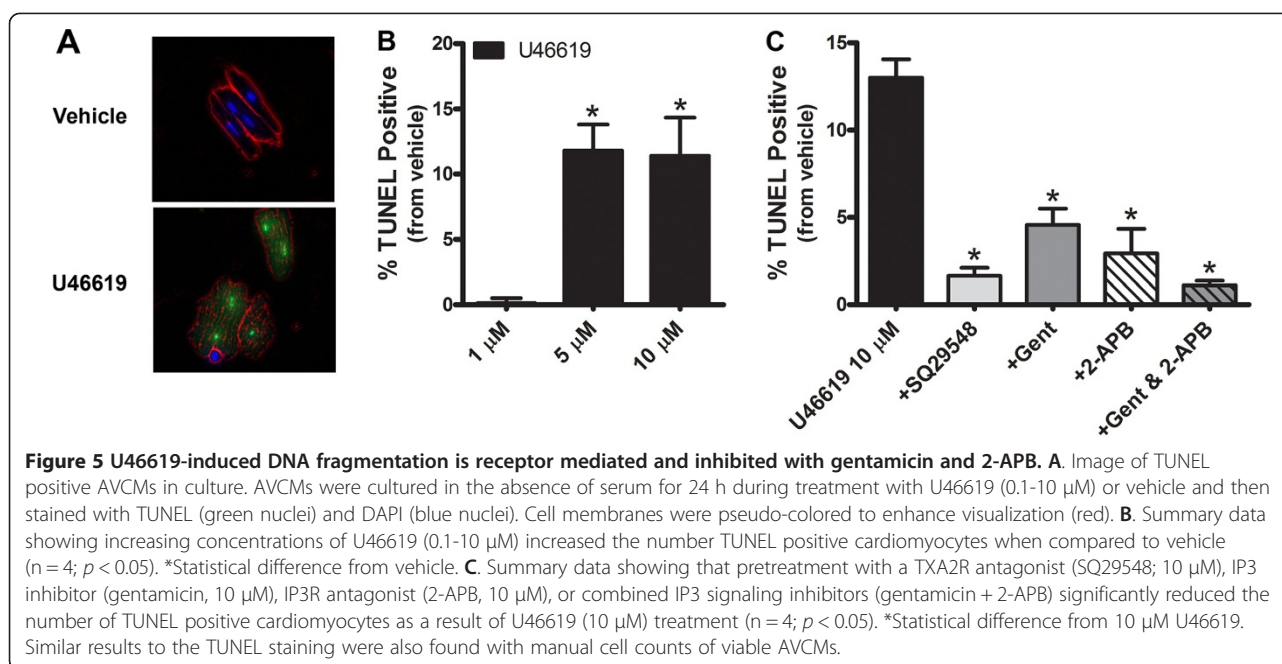 A
Vehicle
U46619
B
U46619
% TUNEL Positive
(from vehicle)
20
15
10
5
0
*
*
1 μM
5 μM
10 μM
C
% TUNEL Positive
(from vehicle)
15
10
5
0
*
*
*
*
U46619 10 μM
+SQ29548
+Gent
+2-APB
+Gent & 2-APB
Figure 5 U46619-induced DNA fragmentation is receptor mediated and inhibited with gentamicin and 2-APB. A. Image of TUNEL
positive AVCMs in culture. AVCMs were cultured in the absence of serum for 24 h during treatment with U46619 (0.1-10 μM) or vehicle and then
stained with TUNEL (green nuclei) and DAPI (blue nuclei). Cell membranes were pseudo-colored to enhance visualization (red). B. Summary data
showing increasing concentrations of U46619 (0.1-10 μM) increased the number TUNEL positive cardiomyocytes when compared to vehicle
(n = 4; p < 0.05). *Statistical difference from vehicle. C. Summary data showing that pretreatment with a TXA2R antagonist (SQ29548; 10 μM), IP3
inhibitor (gentamicin, 10 μM), IP3R antagonist (2-APB, 10 μM), or combined IP3 signaling inhibitors (gentamicin + 2-APB) significantly reduced the
number of TUNEL positive cardiomyocytes as a result of U46619 (10 μM) treatment (n = 4; p < 0.05). *Statistical difference from 10 μM U46619.
Similar results to the TUNEL staining were also found with manual cell counts of viable AVCMs.